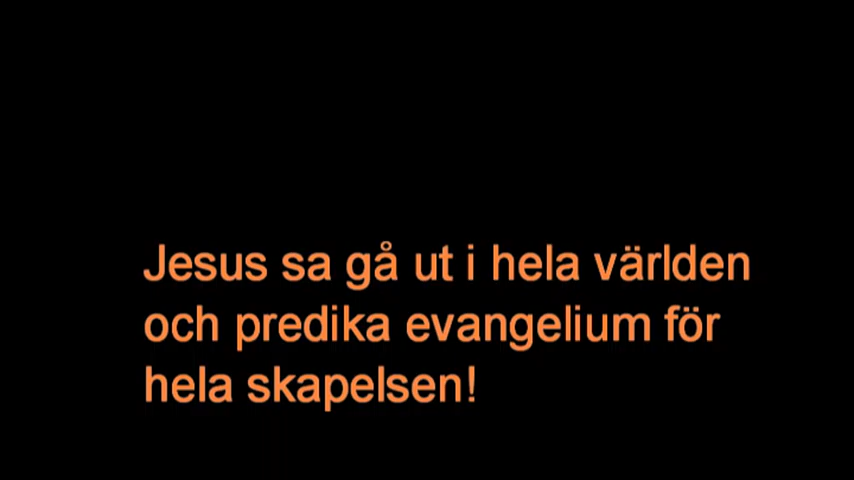 Jesus sa gå ut i hela världen
och predika evangelium för
hela skapelsen!